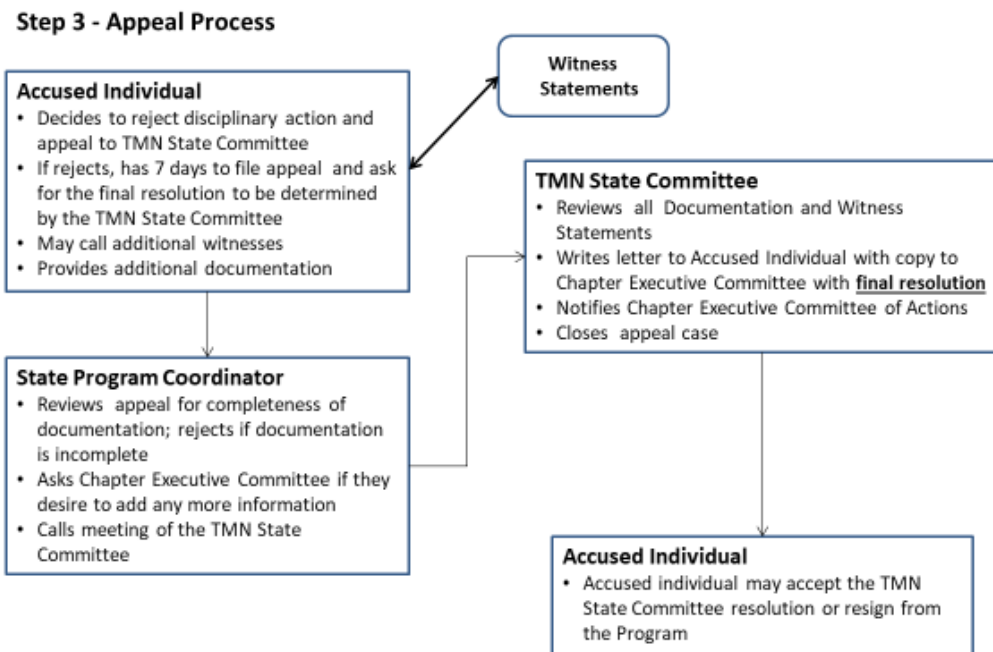 Step 3 - Appeal Process
Witness
Statements
Accused Individual
• Decides to reject disciplinary action and
appeal to TMN State Committee
• If rejects, has 7 days to file appeal and ask
for the final resolution to be determined
by the TMN State Committee
• May call additional witnesses
• Provides additional documentation
TMN State Committee
• Reviews all Documentation and Witness
Statements
• Writes letter to Accused Individual with copy to
Chapter Executive Committee with final resolution
• Notifies Chapter Executive Committee of Actions
• Closes appeal case
State Program Coordinator
• Reviews appeal for completeness of
documentation; rejects if documentation
is incomplete
• Asks Chapter Executive Committee if they
desire to add any more information
• Calls meeting of the TMN State
Committee
Accused Individual
• Accused individual may accept the TMN
State Committee resolution or resign from
the Program